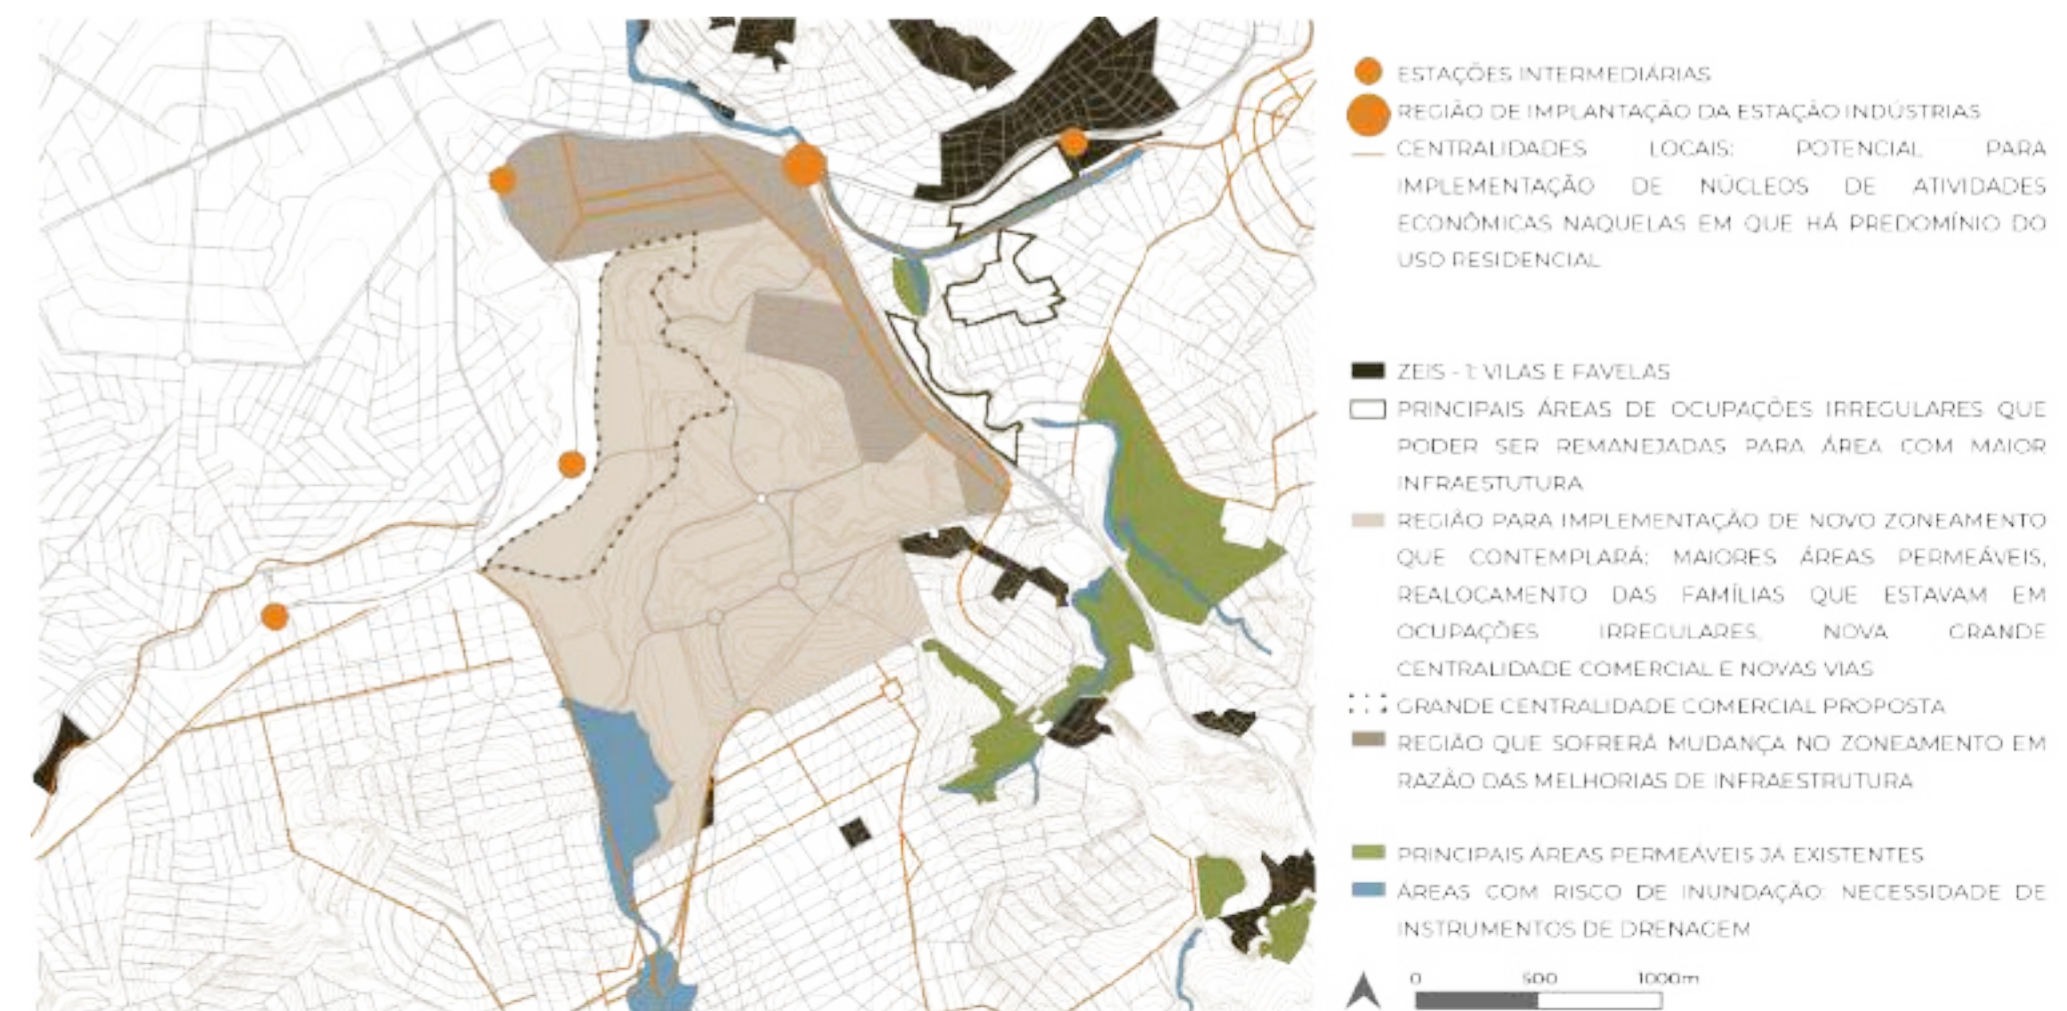 ESTAÇÕES INTERMEDIÁRIAS
REGIÃO DE IMPLANTAÇÃO DA ESTAÇÃO INDÚSTRIAS
CENTRALIDADES LOCAIS: POTENCIAL PARA
IMPLEMENTAÇÃO DE NÚCLEOS DE ATIVIDADES
ECONÔMICAS NAQUELAS EM QUE HÁ PREDOMÍNIO DO
USO RESIDENCIAL
ZEIS - 1: VILAS E FAVELAS
PRINCIPAIS ÁREAS DE OCUPAÇÕES IRREGULARES QUE
PODER SER REMANEJADAS PARA ÁREA COM MAIOR
INFRAESTUTURA
REGIÃO PARA IMPLEMENTAÇÃO DE NOVO ZONEAMENTO
QUE CONTEMPLARÁ: MAIORES ÁREAS PERMEÁVEIS,
REALOCAMENTO DAS FAMÍLIAS QUE ESTAVAM EM
OCUPAÇÕES IRREGULARES, NOVA GRANDE
CENTRALIDADE COMERCIAL E NOVAS VIAS
GRANDE CENTRALIDADE COMERCIAL PROPOSTA
REGIÃO QUE SOFRERÁ MUDANÇA NO ZONEAMENTO EM
RAZÃO DAS MELHORIAS DE INFRAESTRUTURA
PRINCIPAIS ÁREAS PERMEÁVEIS JÁ EXISTENTES
ÁREAS COM RISCO DE INUNDAÇÃO: NECESSIDADE DE
INSTRUMENTOS DE DRENAGEM
0 500 1000m